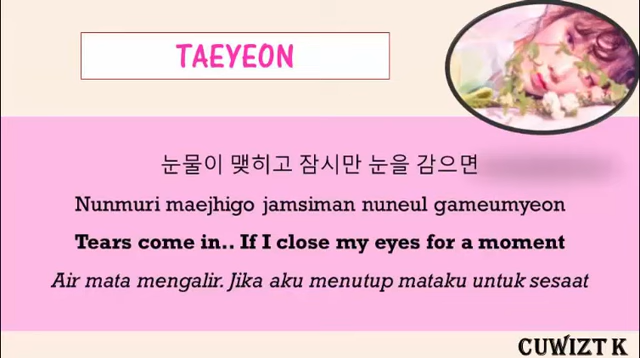 TAEYEON
눈물이 맺히고 잠시만 눈을 감으면
Nunmuri maejhigo jamsiman nuneul gameumyeon
Tears come in.. If I close my eyes for a moment
Air mata mengalir. Jika aku menutup mataku untuk sesaat
CUWIZT K